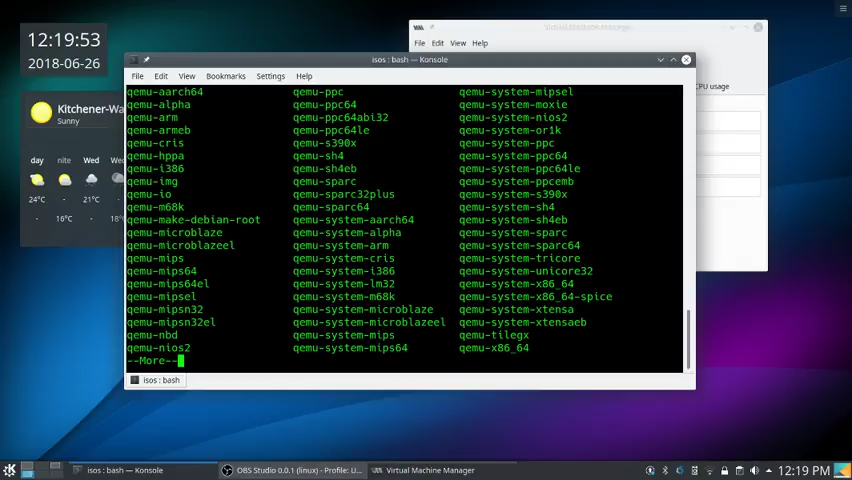 12:19:53
2018-06-26
Kitchener-Wa
Sunny
day nite Wed Thu
24°C - 21°C
- 16°C - 18°
File Edit View Help
CPU usage
isos : bash — Konsole
File Edit View Bookmarks Settings Help
qemu-aarch64 qemu-ppc qemu-system-mipsel
qemu-alpha qemu-ppc64 qemu-system-moxie
qemu-arm qemu-ppc64abi32 qemu-system-nios2
qemu-armeb qemu-ppc64le qemu-system-or1k
qemu-cris qemu-s390x qemu-system-ppc
qemu-hppa qemu-sh4 qemu-system-ppc64
qemu-i386 qemu-sh4eb qemu-system-ppc64le
qemu-img qemu-sparc qemu-system-ppcemb
qemu-io qemu-sparc32plus qemu-system-s390x
qemu-m68k qemu-sparc64 qemu-system-sh4
qemu-make-debian-root qemu-system-aarch64 qemu-system-sh4eb
qemu-microblaze qemu-system-alpha qemu-system-sparc
qemu-microblazeel qemu-system-arm qemu-system-sparc64
qemu-mips qemu-system-cris qemu-system-tricore
qemu-mips64 qemu-system-i386 qemu-system-unicore32
qemu-mips64el qemu-system-lm32 qemu-system-x86_64
qemu-mipsel qemu-system-m68k qemu-system-x86_64-spice
qemu-mipsn32 qemu-system-microblaze qemu-system-xtensa
qemu-mipsn32el qemu-system-microblazeel qemu-system-xtensaeb
qemu-nbd qemu-system-mips qemu-tilegx
qemu-nios2 qemu-system-mips64 qemu-x86_64
--More--
isos : bash
isos : bash — Konsole
OBS Studio 0.0.1 (linux) - Profile: U...
Virtual Machine Manager
12:19 PM